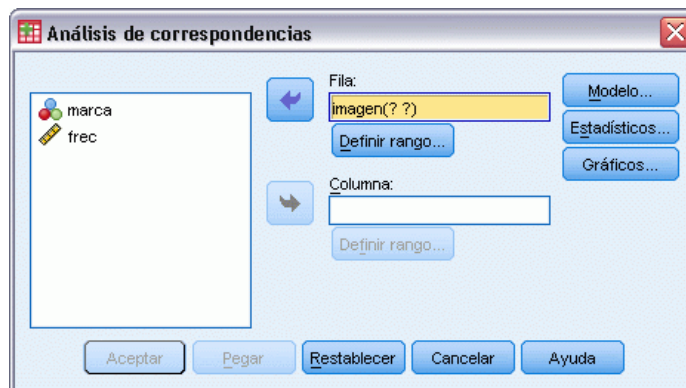 Análisis de correspondencias
marca
frec
Fila:
imagen(? ?)
Definir rango...
Columna:
Definir rango...
Modelo...
Estadísticos...
Gráficos...
Aceptar
Pegar
Restablecer
Cancelar
Ayuda